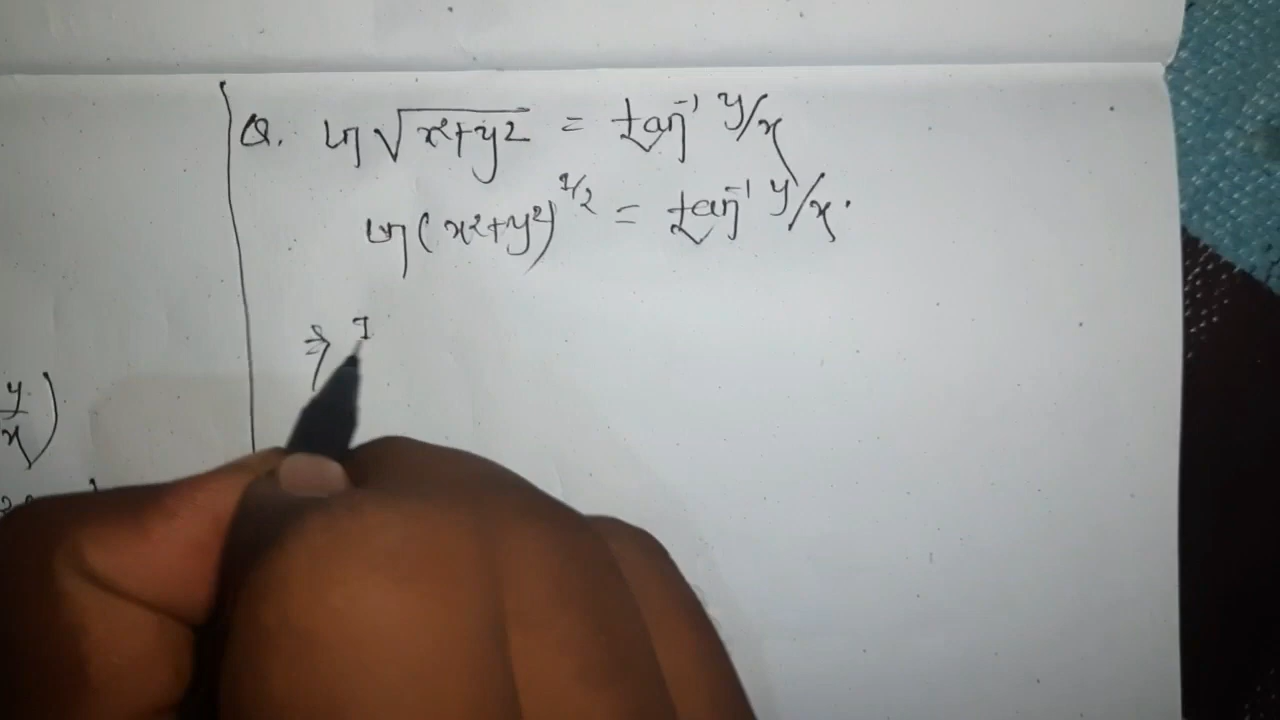 Q. ln √x²+y² = tan⁻¹ y/x
ln (x²+y²)^1/2 = tan⁻¹ y/x.
⇒ 1
y
x )